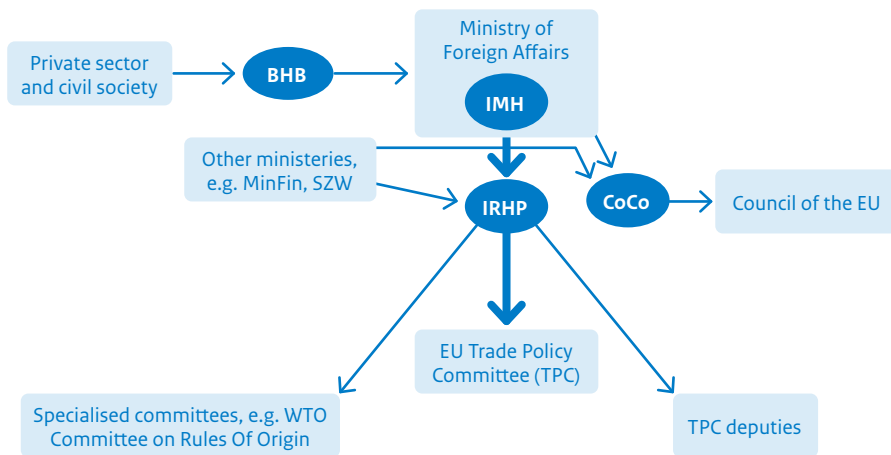 Ministry of
Foreign Affairs
Private sector
and civil society
BHB
IMH
Other ministeries,
e.g. MinFin, SZW
IRHP
CoCo
Council of the EU
EU Trade Policy
Committee (TPC)
Specialised committees, e.g. WTO
Committee on Rules Of Origin
TPC deputies